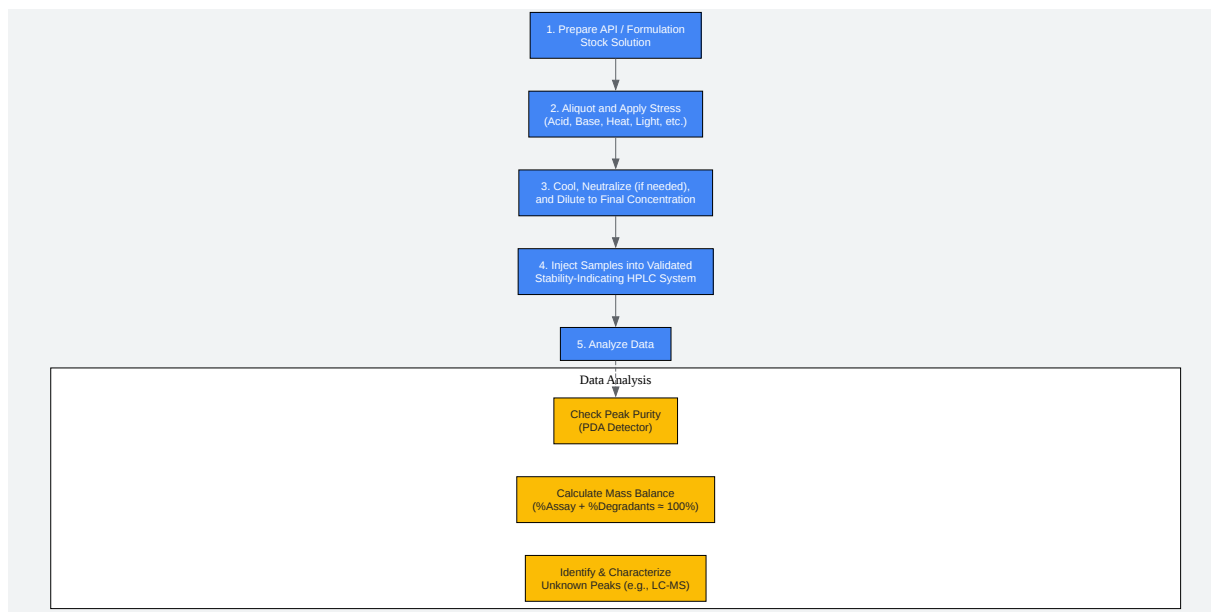 1. Prepare API / Formulation
Stock Solution
2. Aliquot and Apply Stress
(Acid, Base, Heat, Light, etc.)
3. Cool, Neutralize (if needed),
and Dilute to Final Concentration
4. Inject Samples into Validated
Stability-Indicating HPLC System
5. Analyze Data
Data Analysis
Check Peak Purity
(PDA Detector)
Calculate Mass Balance
(%Assay + %Degradants ≈ 100%)
Identify & Characterize
Unknown Peaks (e.g., LC-MS)